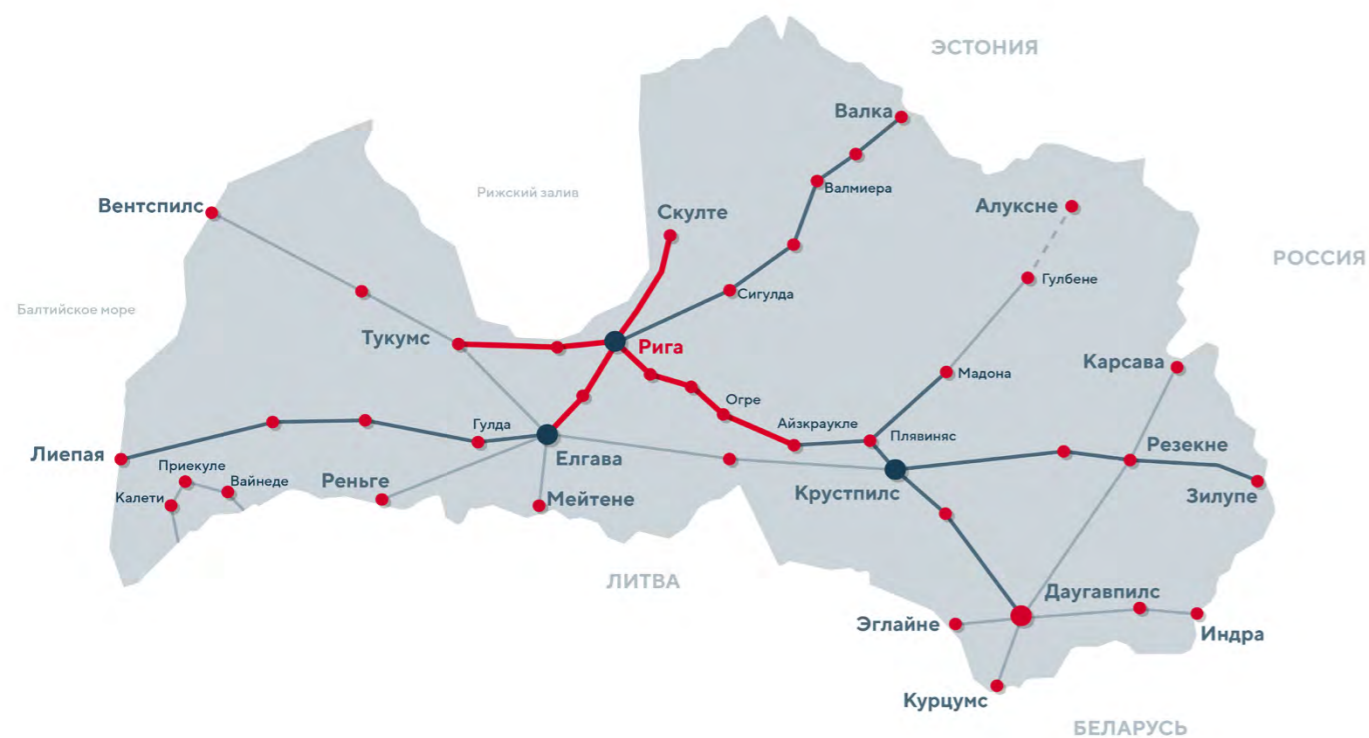 ЭСТОНИЯ
Валка
Рижский залив
Валмиера
Вентспилс
Скулте
Алуксне
РОССИЯ
Гулбене
Сигулда
Балтийское море
Тукумс
Рига
Карсава
Мадона
Огре
Айзкраукле
Гулда
Плявиняс
Лиепая
Елгава
Резекне
Приекуле
Вайнеде
Реньге
Калети
Мейтене
Крустпилс
Зилупе
ЛИТВА
Даугавпилс
Эглайне
Индра
Курцумс
БЕЛАРУСЬ